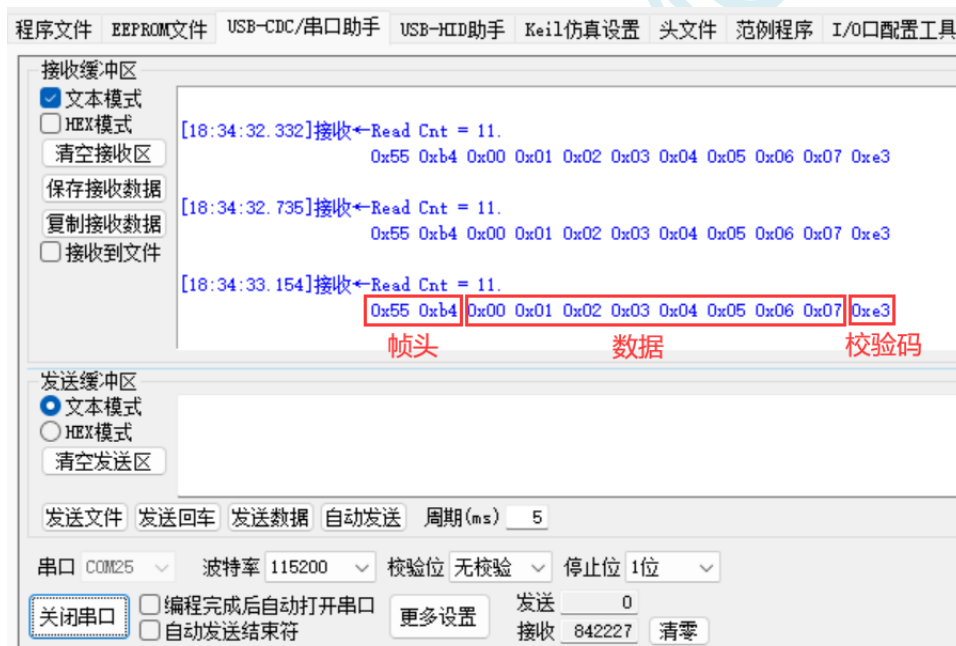 程序文件 EEPROM文件 USB-CDC/串口助手 USB-HID助手 Keil仿真设置 头文件 范例程序 I/O口配置工具
接收缓冲区
文本模式
HEX模式
清空接收区
保存接收数据
复制接收数据
接收到文件
[18:34:32.332]接收←Read Cnt = 11.
0x55 0xb4 0x00 0x01 0x02 0x03 0x04 0x05 0x06 0x07 0xe3
[18:34:32.735]接收←Read Cnt = 11.
0x55 0xb4 0x00 0x01 0x02 0x03 0x04 0x05 0x06 0x07 0xe3
[18:34:33.154]接收←Read Cnt = 11.
0x55 0xb4 0x00 0x01 0x02 0x03 0x04 0x05 0x06 0x07 0xe3
帧头 数据 校验码
发送缓冲区
文本模式
HEX模式
清空发送区
发送文件 发送回车 发送数据 自动发送 周期(ms) 5
串口 COM25 波特率 115200 校验位 无校验 停止位 1位
关闭串口 编程完成后自动打开串口 更多设置 发送 0
自动发送结束符 接收 842227 清零